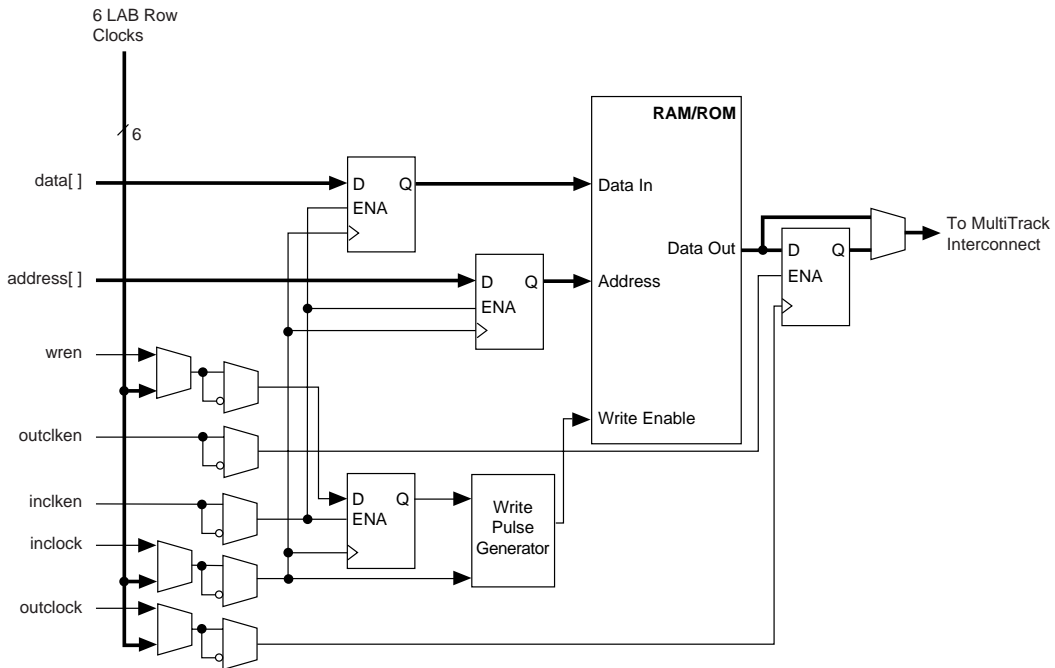 6 LAB Row
Clocks
6
RAM/ROM
data[ ]
D Q
ENA
Data In
To MultiTrack
Interconnect
Data Out
D Q
ENA
address[ ]
D Q
ENA
Address
wren
Write Enable
outclken
inclken
D Q
ENA
Write
Pulse
Generator
inclock
outclock